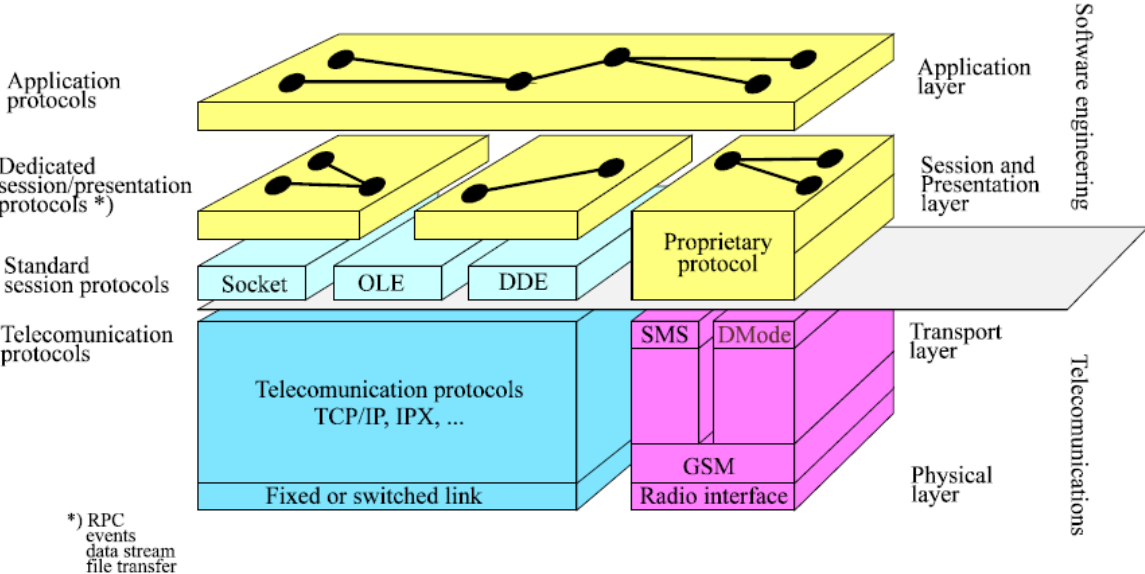 Application
protocols
Application
layer
Software engineering
Dedicated
session/presentation
protocols *)
Session and
Presentation
layer
Proprietary
protocol
Standard
session protocols
Socket
OLE
DDE
Telecomunication
protocols
SMS
DMode
Transport
layer
Telecomunication protocols
TCP/IP, IPX, ...
Telecomunications
GSM
Physical
layer
Fixed or switched link
Radio interface
*) RPC
events
data stream
file transfer